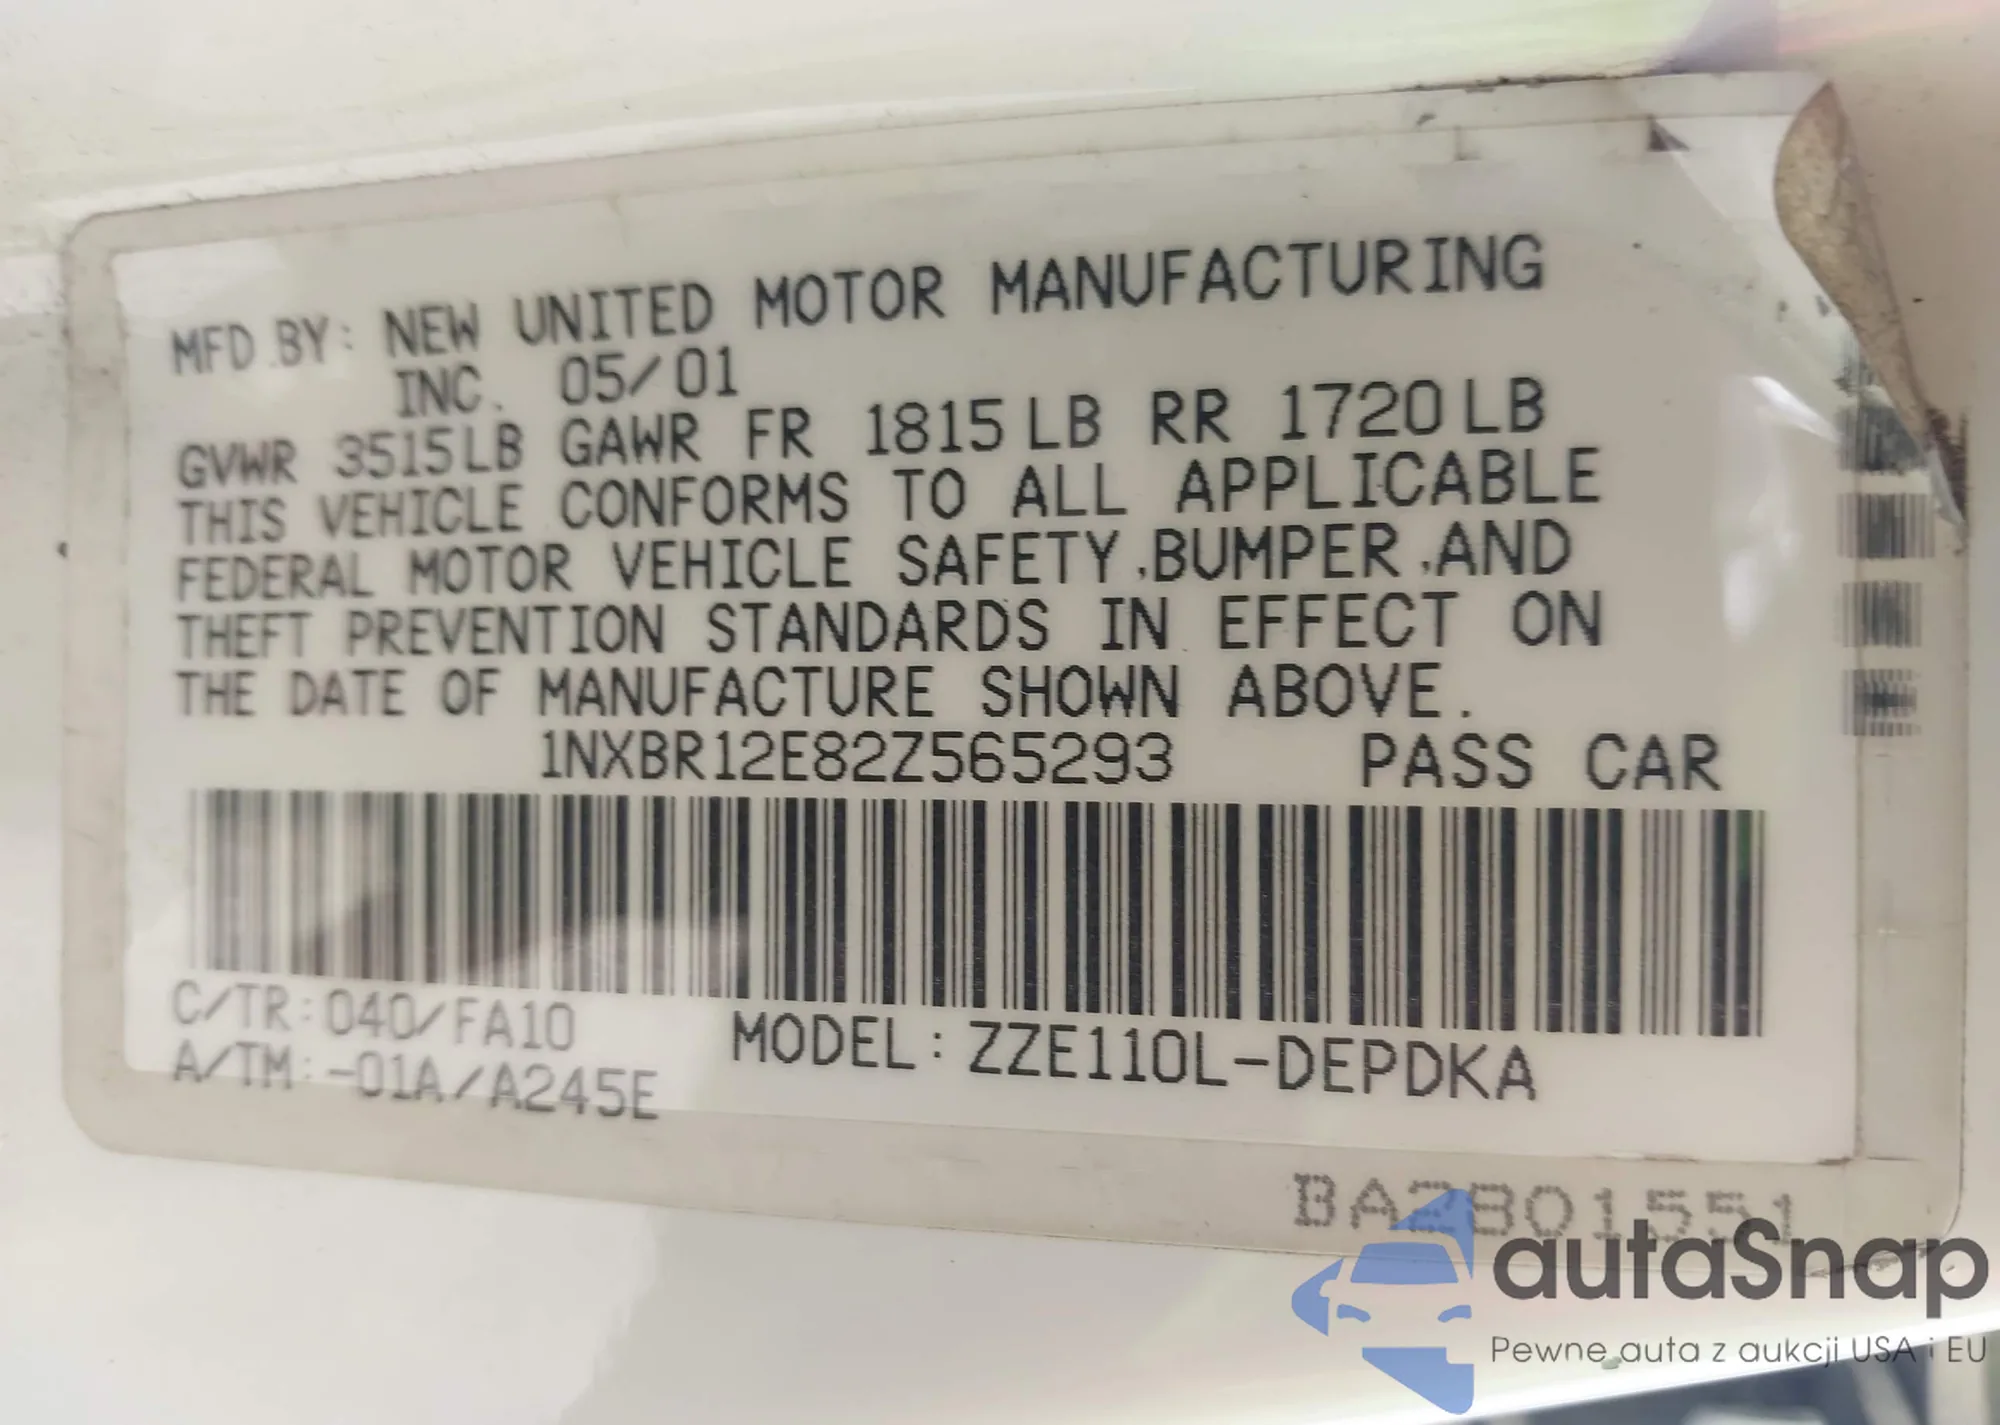 MFD.BY: NEW UNITED MOTOR MANUFACTURING
INC. 05/01
GVWR 3515LB GAWR FR 1815LB RR 1720LB
THIS VEHICLE CONFORMS TO ALL APPLICABLE
FEDERAL MOTOR VEHICLE SAFETY,BUMPER,AND
THEFT PREVENTION STANDARDS IN EFFECT ON
THE DATE OF MANUFACTURE SHOWN ABOVE.
1NXBR12E82Z565293 PASS CAR
C/TR:040/FA10
A/TM:-01A/A245E
MODEL:ZZE110L-DEPDKA
BA2B01551
autaSnap
Pewne auta z aukcji USA i EU